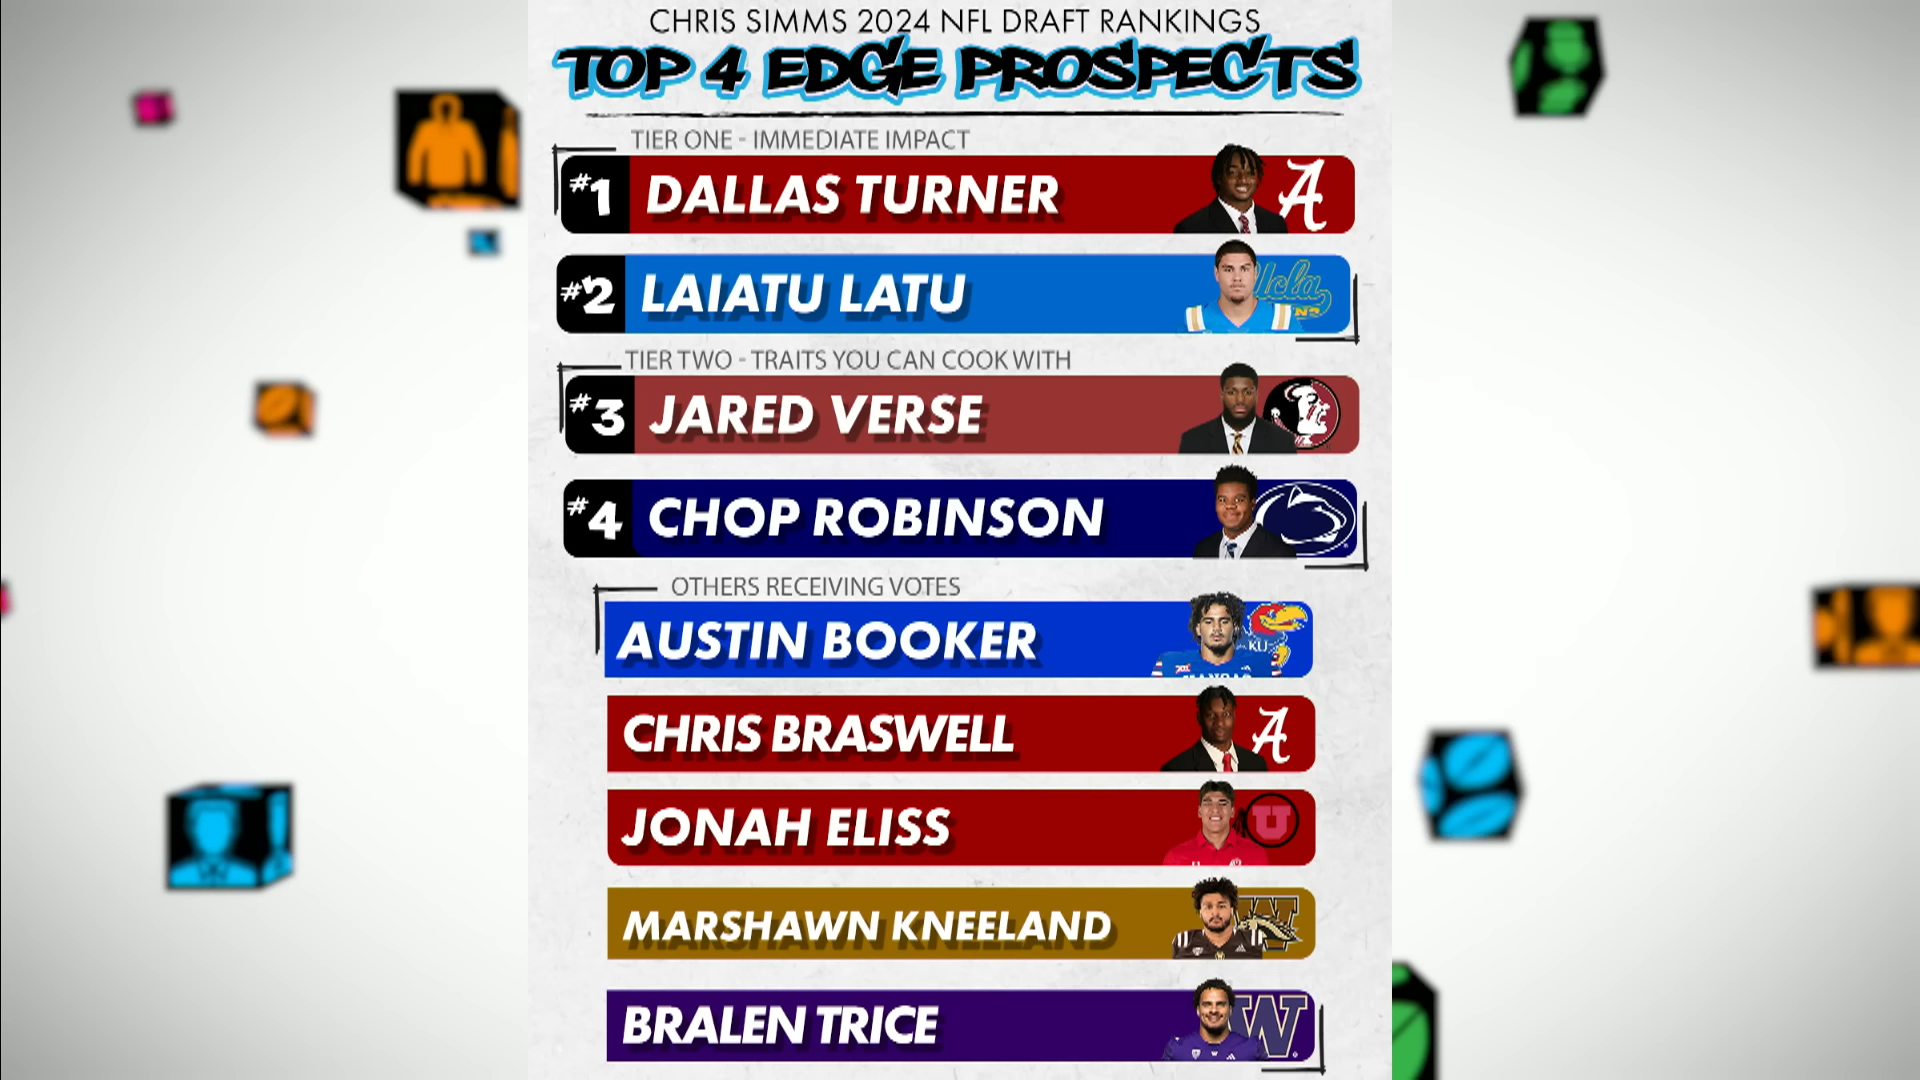 CHRIS SIMMS 2024 NFL DRAFT RANKINGS
TOP 4 EDGE PROSPECTS
TIER ONE - IMMEDIATE IMPACT
#1 DALLAS TURNER A
#2 LAIATU LATU Ucla
TIER TWO - TRAITS YOU CAN COOK WITH
#3 JARED VERSE
#4 CHOP ROBINSON
OTHERS RECEIVING VOTES
AUSTIN BOOKER KU
CHRIS BRASWELL A
JONAH ELISS U
MARSHAWN KNEELAND W
BRALEN TRICE W